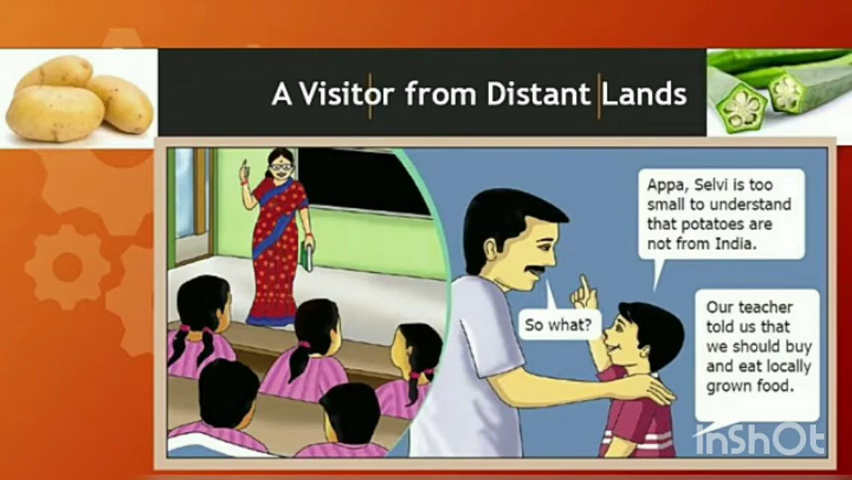 A Visitor from Distant Lands
Appa, Selvi is too
small to understand
that potatoes are
not from India.
So what?
Our teacher
told us that
we should buy
and eat locally
grown food.
InShOt